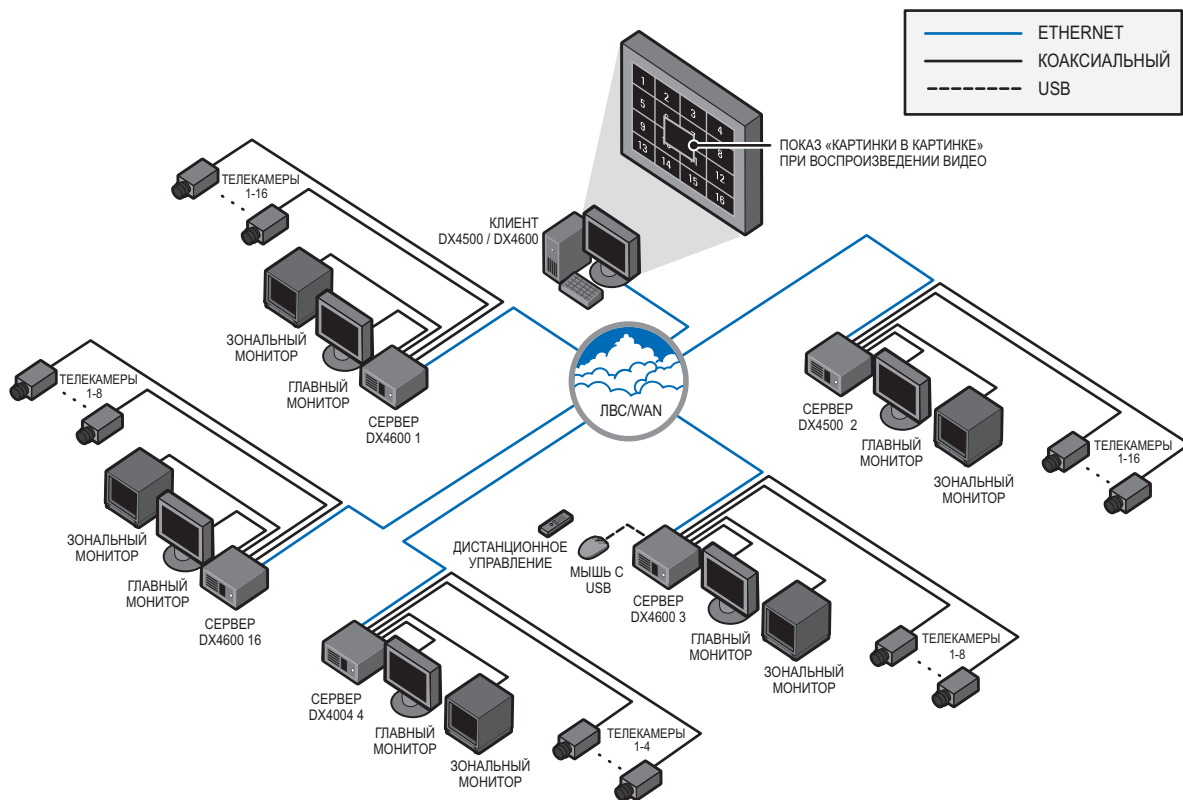 ETHERNET
КОАКСИАЛЬНЫЙ
USB
1
2
3
4
5
8
9
12
13
14
15
16
ПОКАЗ «КАРТИНКИ В КАРТИНКЕ»
ПРИ ВОСПРОИЗВЕДЕНИИ ВИДЕО
КЛИЕНТ
DX4500 / DX4600
ТЕЛЕКАМЕРЫ
1-16
ЗОНАЛЬНЫЙ
МОНИТОР
ГЛАВНЫЙ
МОНИТОР
СЕРВЕР
DX4600 1
ЛВС/WAN
СЕРВЕР
DX4500 2
ГЛАВНЫЙ
МОНИТОР
ЗОНАЛЬНЫЙ
МОНИТОР
ТЕЛЕКАМЕРЫ
1-16
ТЕЛЕКАМЕРЫ
1-8
ЗОНАЛЬНЫЙ
МОНИТОР
ГЛАВНЫЙ
МОНИТОР
СЕРВЕР
DX4600 16
ДИСТАНЦИОННОЕ
УПРАВЛЕНИЕ
МЫШЬ С
USB
СЕРВЕР
DX4600 3
ГЛАВНЫЙ
МОНИТОР
ЗОНАЛЬНЫЙ
МОНИТОР
ТЕЛЕКАМЕРЫ
1-8
СЕРВЕР
DX4004 4
ГЛАВНЫЙ
МОНИТОР
ЗОНАЛЬНЫЙ
МОНИТОР
ТЕЛЕКАМЕРЫ
1-4